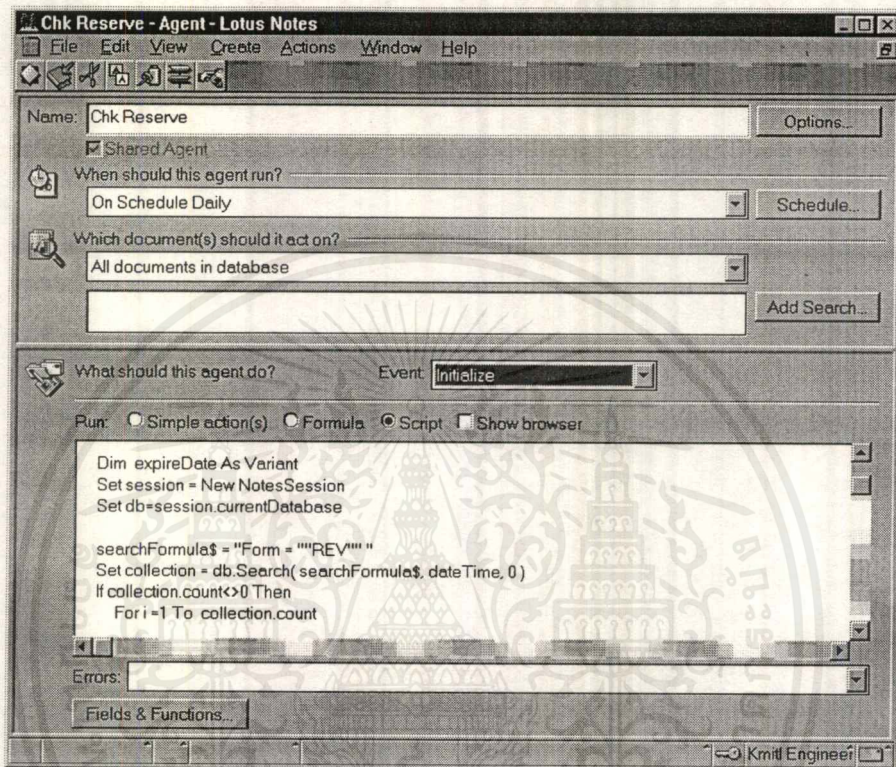 Chk Reserve - Agent - Lotus Notes
File Edit View Create Actions Window Help
Name: Chk Reserve Options...
Shared Agent
When should this agent run?
On Schedule Daily Schedule...
Which document(s) should it act on?
All documents in database
Add Search...
What should this agent do? Event Initialize
Run: Simple action(s) Formula Script Show browser
Dim expireDate As Variant
Set session = New NotesSession
Set db=session.currentDatabase
searchFormula$ = "Form = ""REV"" "
Set collection = db.Search( searchFormula$, dateTime, 0 )
If collection.count<>0 Then
For i =1 To collection.count
Errors:
Fields & Functions...
Kmitl Engineer